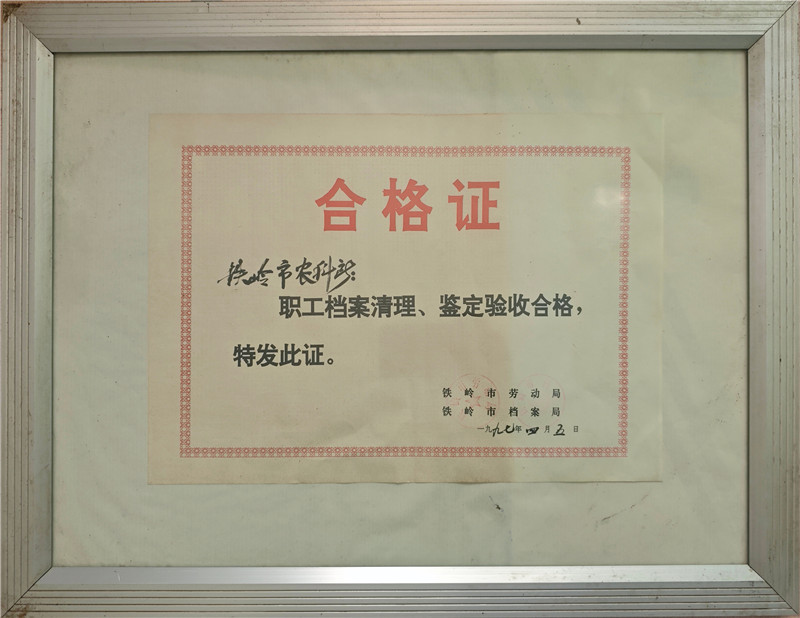 合格证
铁岭市农科所:
职工档案清理、鉴定验收合格，
特发此证。
铁岭市劳动局
铁岭市档案局
一九九七年四月五日